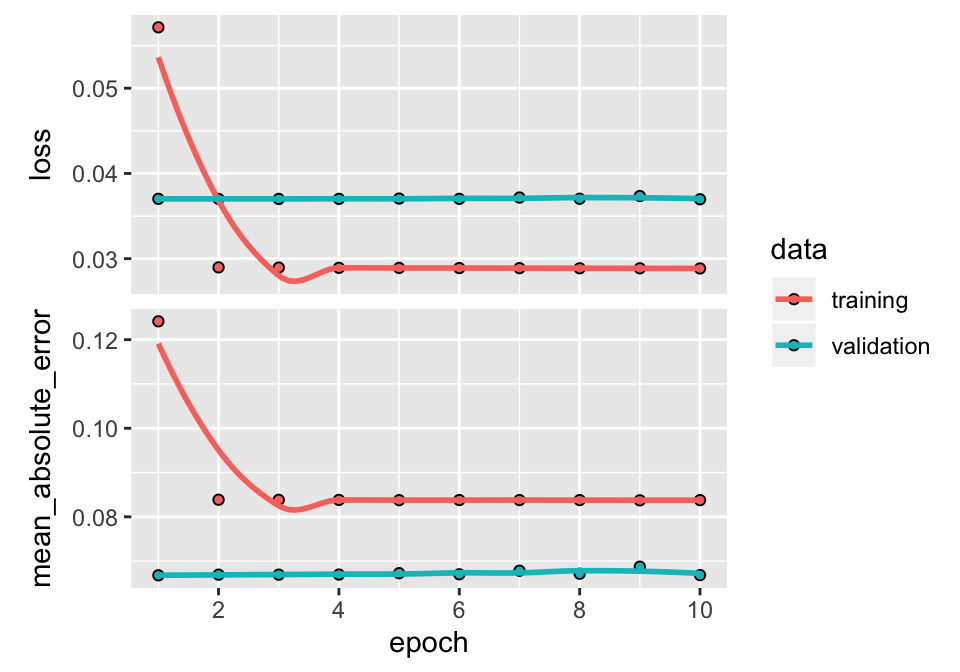 loss
0.05
0.04
0.03
mean_absolute_error
0.12
0.10
0.08
2 4 6 8 10
epoch
data
training
validation